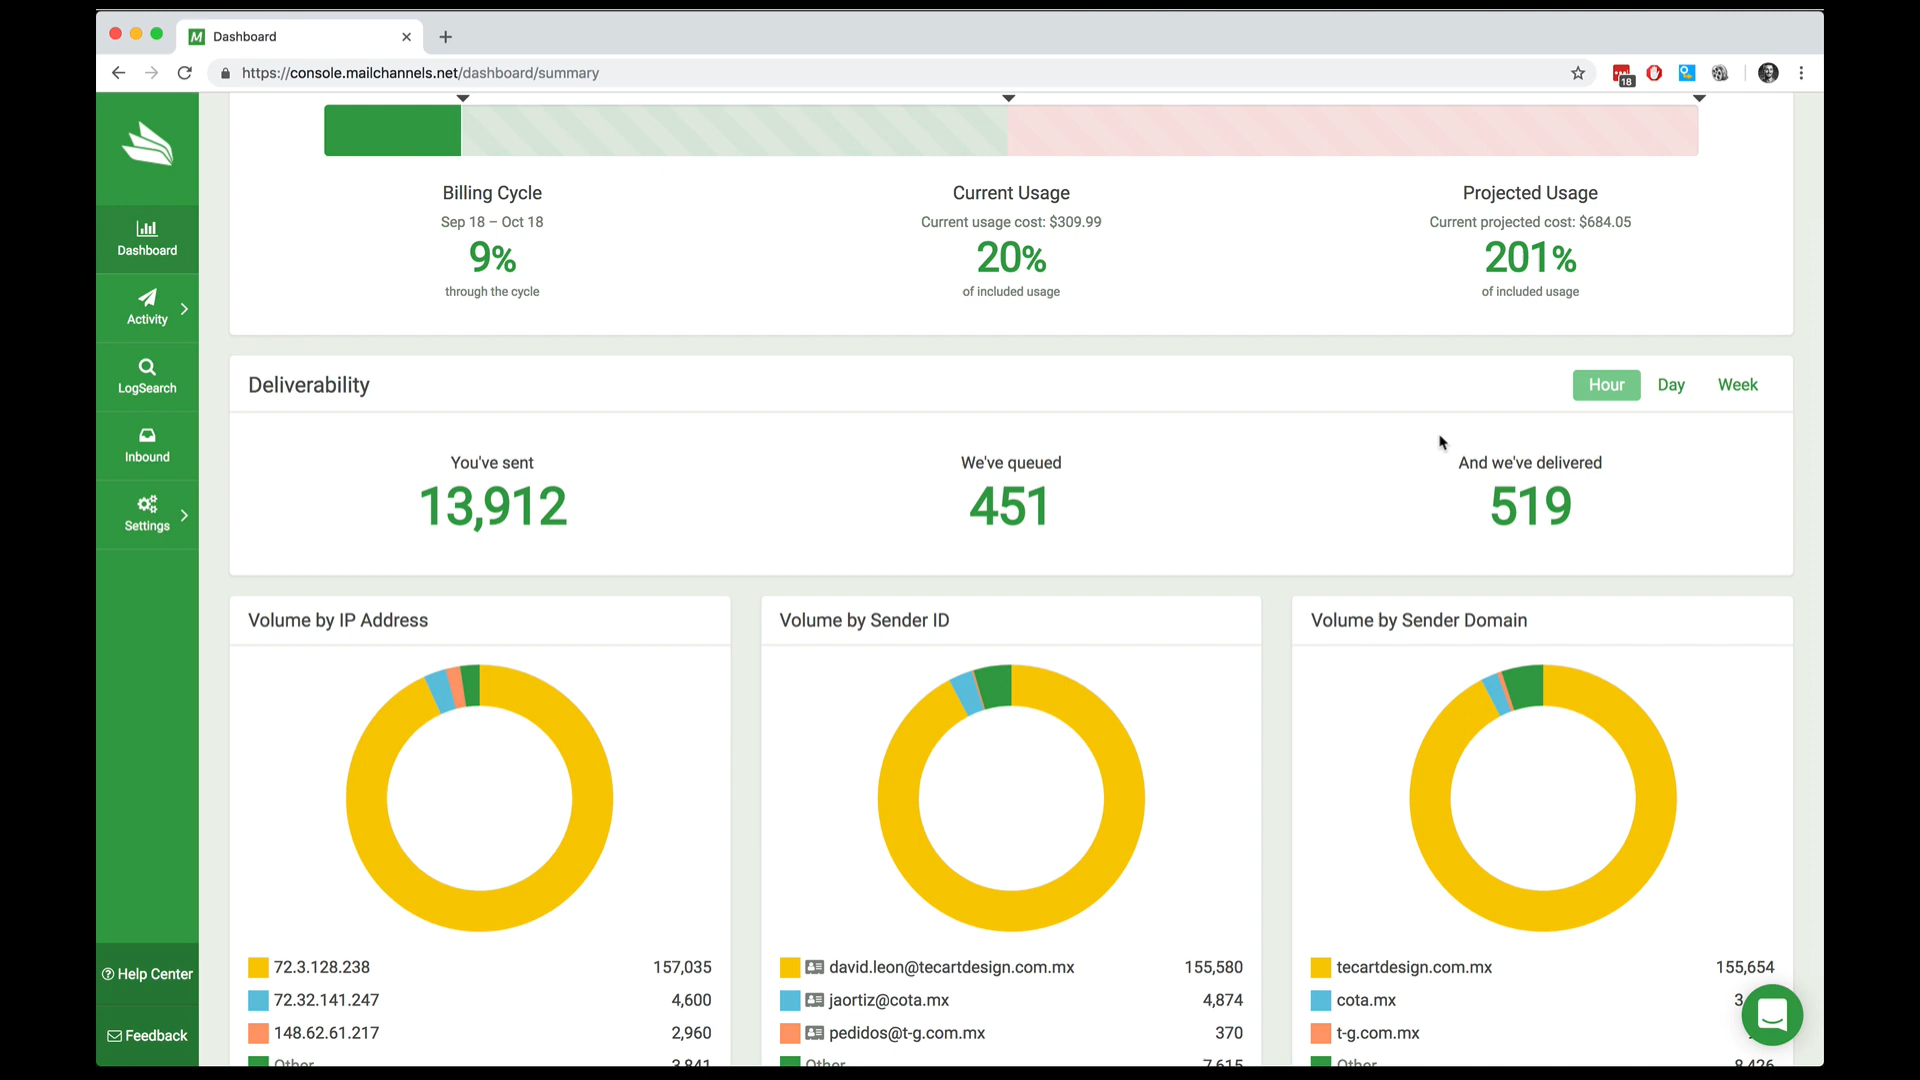 M Dashboard
https://console.mailchannels.net/dashboard/summary
18
Billing Cycle
Sep 18 – Oct 18
9%
through the cycle
Current Usage
Current usage cost: $309.99
20%
of included usage
Projected Usage
Current projected cost: $684.05
201%
of included usage
Dashboard
Activity
LogSearch
Inbound
Settings
Help Center
Feedback
Deliverability
Hour Day Week
You've sent
13,912
We've queued
451
And we've delivered
519
Volume by IP Address
72.3.128.238 157,035
72.32.141.247 4,600
148.62.61.217 2,960
Other 3,841
Volume by Sender ID
david.leon@tecartdesign.com.mx 155,580
jaortiz@cota.mx 4,874
pedidos@t-g.com.mx 370
Other 7,615
Volume by Sender Domain
tecartdesign.com.mx 155,654
cota.mx
t-g.com.mx
Other 8,426